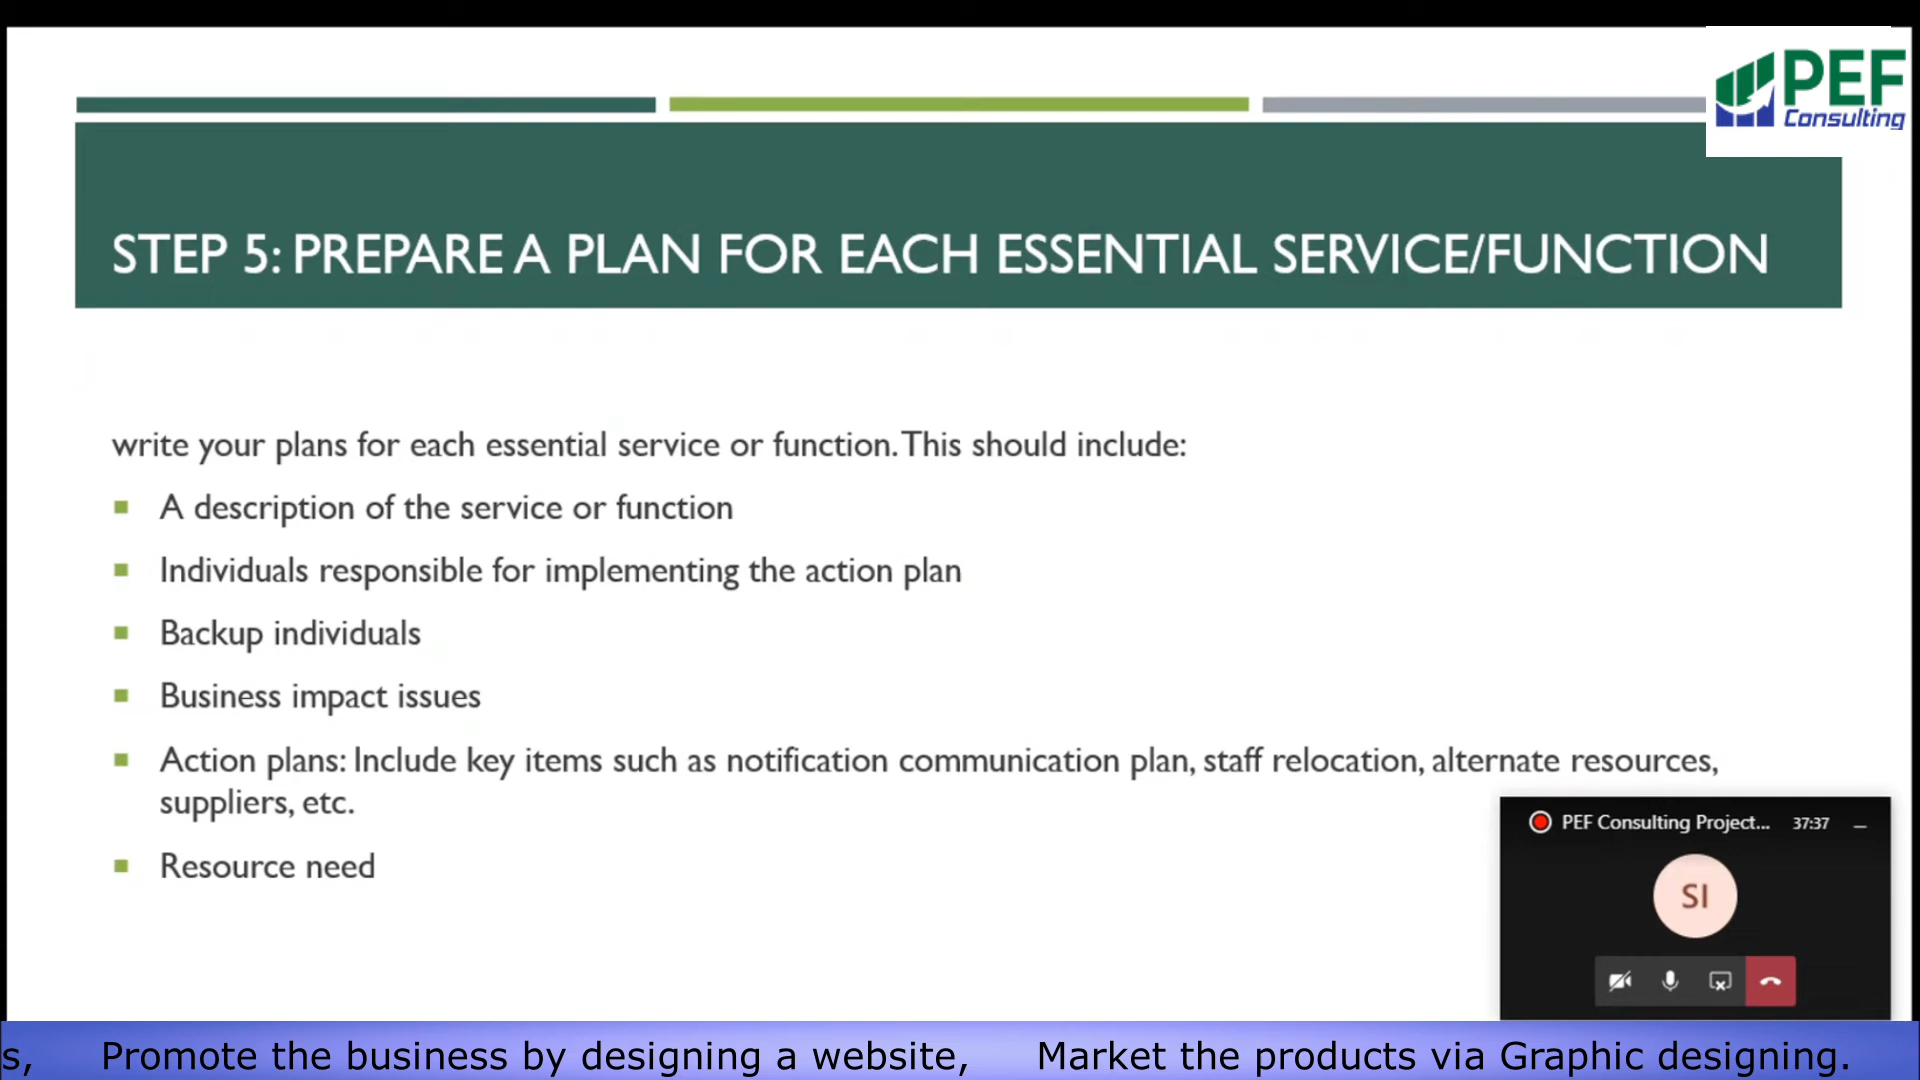 PEF
Consulting
STEP 5: PREPARE A PLAN FOR EACH ESSENTIAL SERVICE/FUNCTION
write your plans for each essential service or function. This should include:
A description of the service or function
Individuals responsible for implementing the action plan
Backup individuals
Business impact issues
Action plans: Include key items such as notification communication plan, staff relocation, alternate resources,
suppliers, etc.
Resource need
PEF Consulting Project... 37:37
SI
s, Promote the business by designing a website, Market the products via Graphic designing.